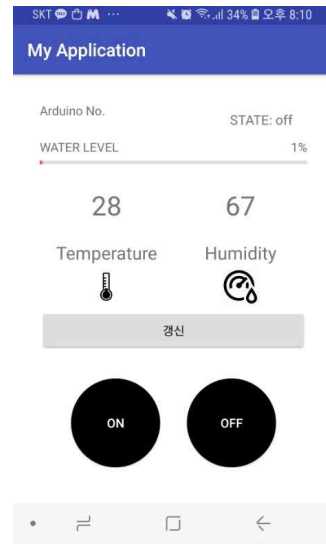 SKT 34% 오후 8:10
My Application
Arduino No.
STATE: off
WATER LEVEL 1%
28 67
Temperature Humidity
갱신
ON OFF